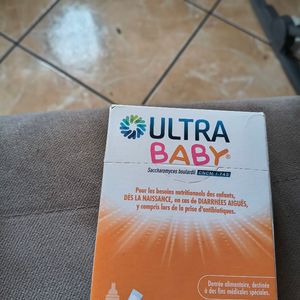 ULTRA
BABY®
Saccharomyces boulardii CNCM I-745
Pour les besoins nutritionnels des enfants,
DÈS LA NAISSANCE, en cas de DIARRHÉES AIGUËS,
y compris lors de la prise d'antibiotiques.
Denrée alimentaire, destinée
à des fins médicales spéciales.